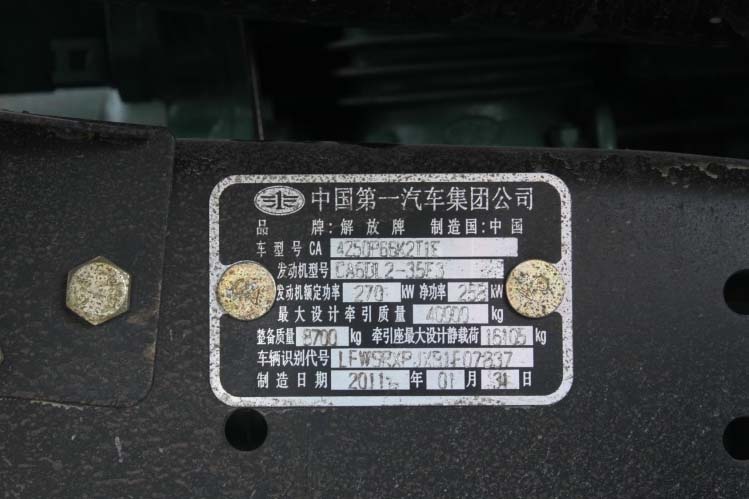 中国第一汽车集团公司
品 牌:解放牌 制造国:中国
车型号 CA 4250P66K2T1E
发动机型号 CA6DL2-35E3
发动机额定功率 270 kW 净功率 258 kW
最大设计牵引质量 40000 kg
整备质量 8700 kg 牵引座最大设计静载荷 16105 kg
车辆识别代号
制造日期 2011 年 01 月 31 日